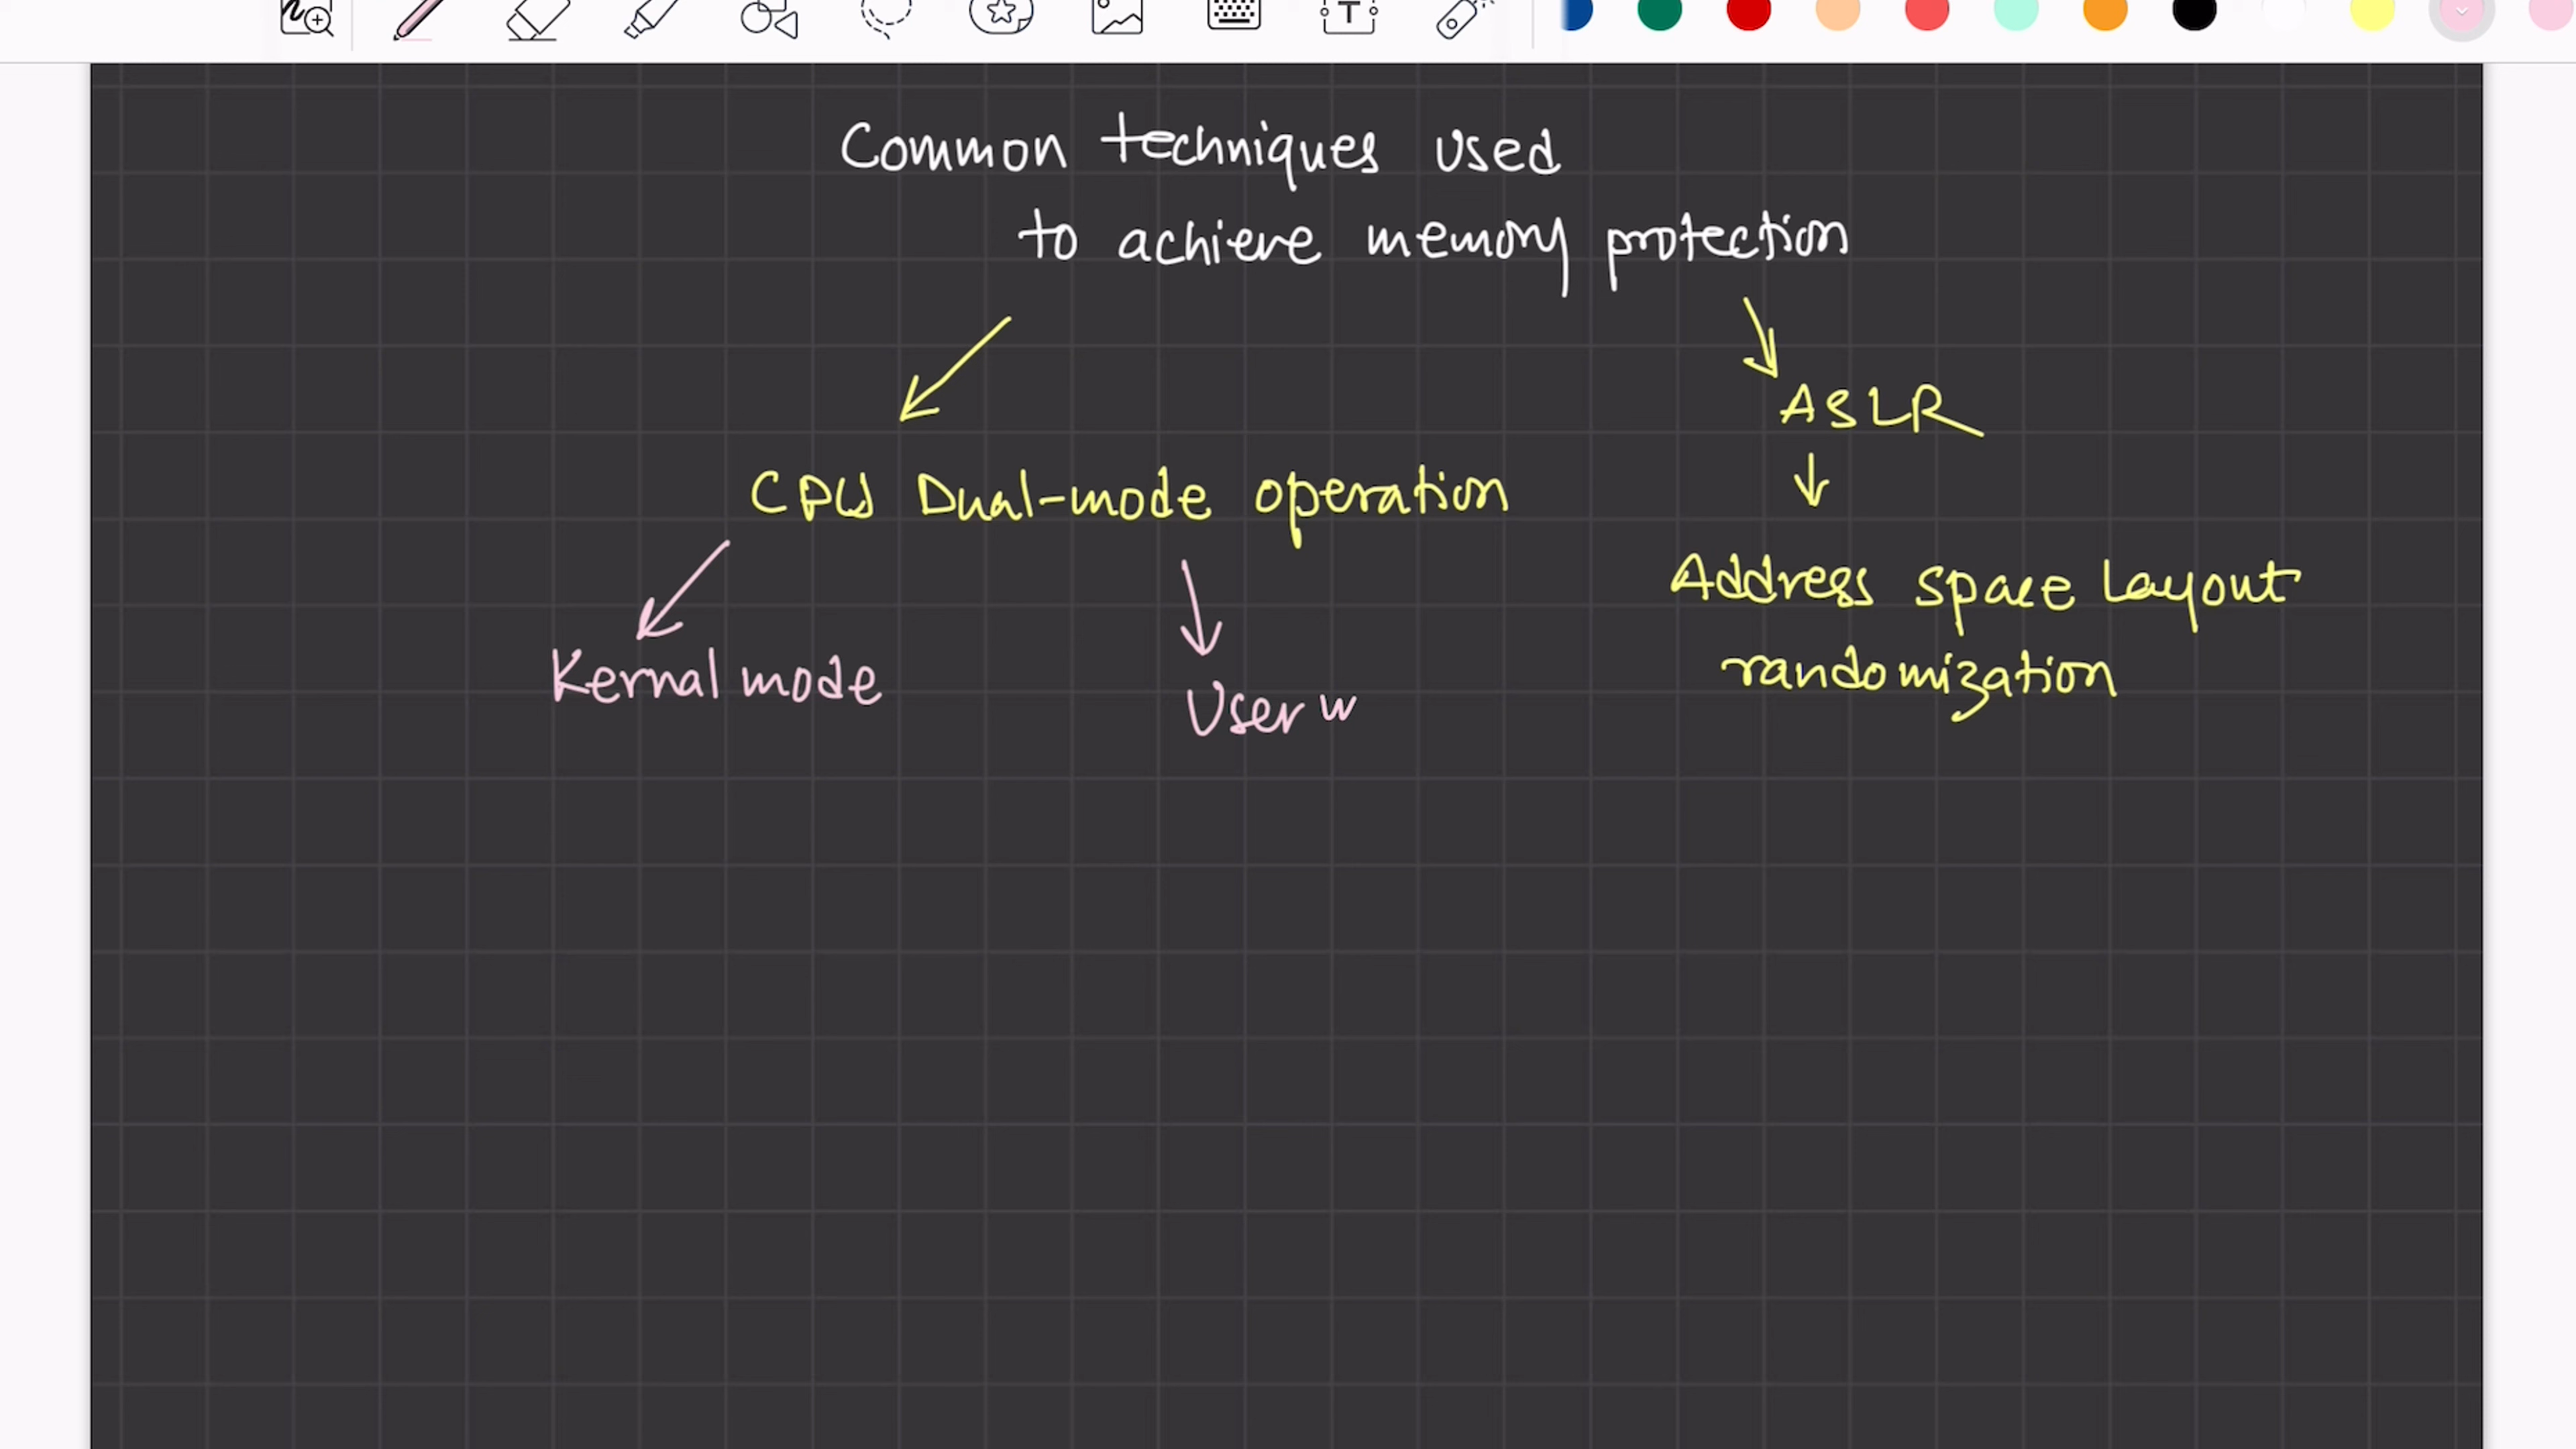 Common techniques used
to achieve memory protection
ASLR
CPU Dual-mode operation
Address space layout
randomization
Kernal mode
User